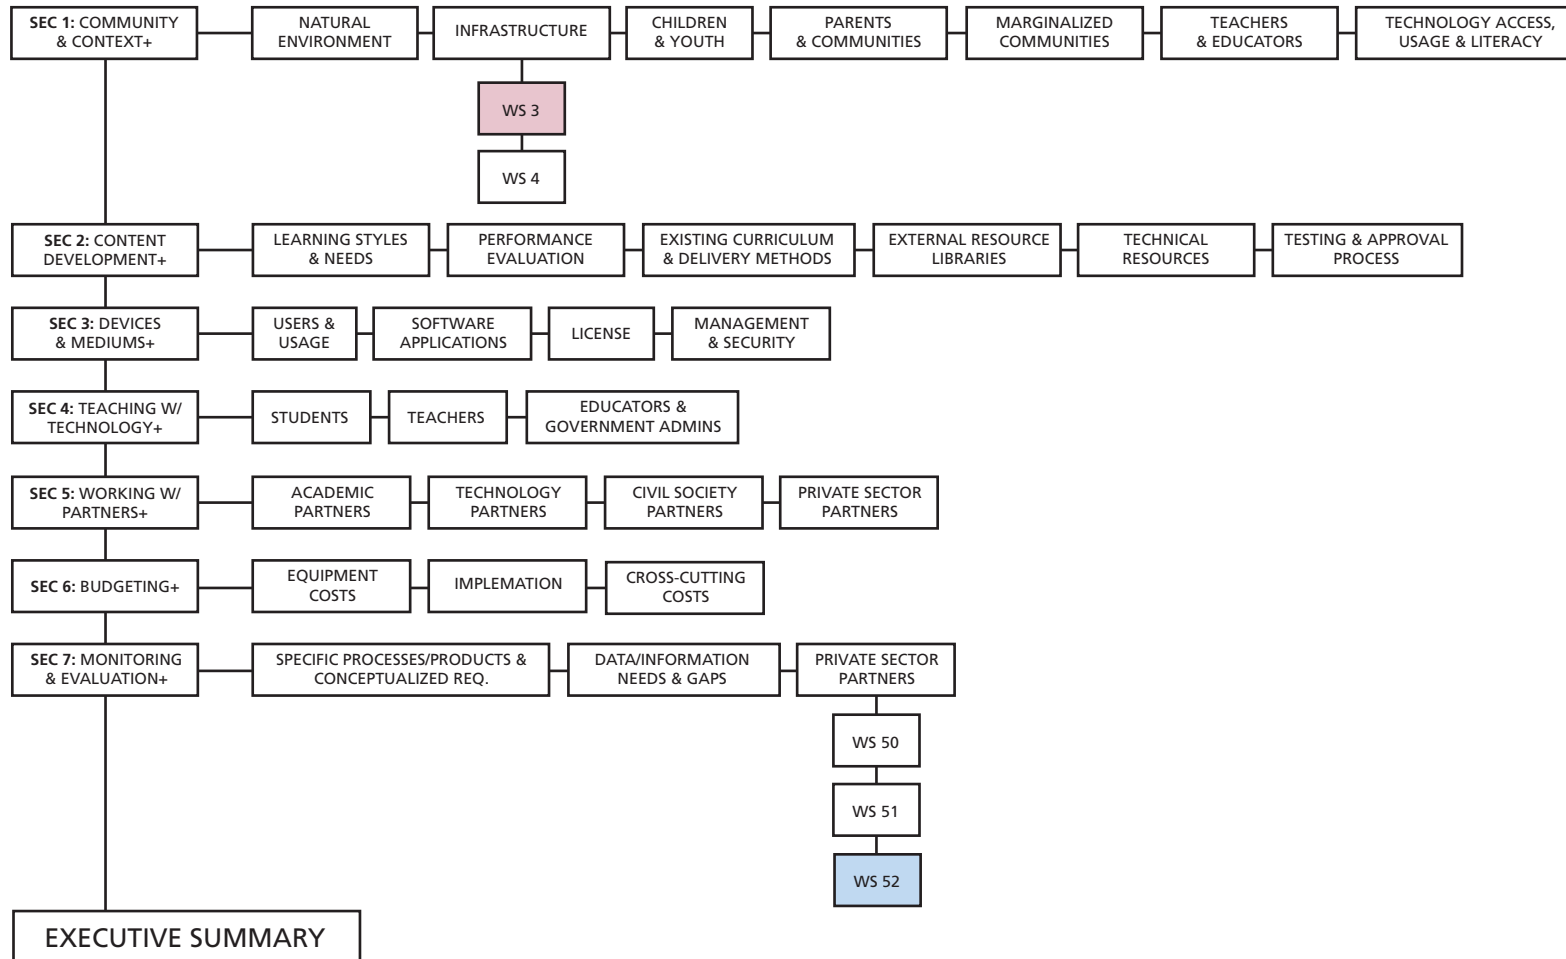 SEC 1: COMMUNITY
& CONTEXT+
NATURAL
ENVIRONMENT
INFRASTRUCTURE
CHILDREN
& YOUTH
PARENTS
& COMMUNITIES
MARGINALIZED
COMMUNITIES
TEACHERS
& EDUCATORS
TECHNOLOGY ACCESS,
USAGE & LITERACY
WS 3
WS 4
SEC 2: CONTENT
DEVELOPMENT+
LEARNING STYLES
& NEEDS
PERFORMANCE
EVALUATION
EXISTING CURRICULUM
& DELIVERY METHODS
EXTERNAL RESOURCE
LIBRARIES
TECHNICAL
RESOURCES
TESTING & APPROVAL
PROCESS
SEC 3: DEVICES
& MEDIUMS+
USERS &
USAGE
SOFTWARE
APPLICATIONS
LICENSE
MANAGEMENT
& SECURITY
SEC 4: TEACHING W/
TECHNOLOGY+
STUDENTS
TEACHERS
EDUCATORS &
GOVERNMENT ADMINS
SEC 5: WORKING W/
PARTNERS+
ACADEMIC
PARTNERS
TECHNOLOGY
PARTNERS
CIVIL SOCIETY
PARTNERS
PRIVATE SECTOR
PARTNERS
SEC 6: BUDGETING+
EQUIPMENT
COSTS
IMPLEMATION
CROSS-CUTTING
COSTS
SEC 7: MONITORING
& EVALUATION+
SPECIFIC PROCESSES/PRODUCTS &
CONCEPTUALIZED REQ.
DATA/INFORMATION
NEEDS & GAPS
PRIVATE SECTOR
PARTNERS
WS 50
WS 51
WS 52
EXECUTIVE SUMMARY